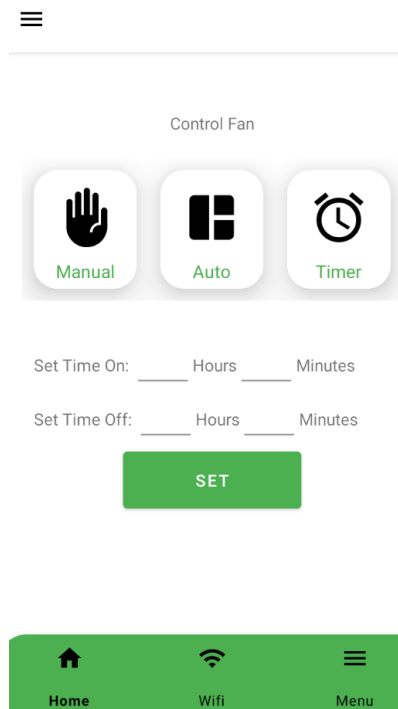 Control Fan
Manual Auto Timer
Set Time On: Hours Minutes
Set Time Off: Hours Minutes
SET
Home Wifi Menu